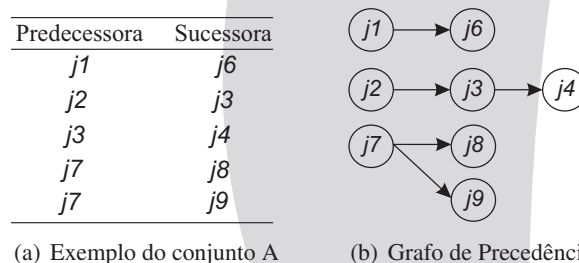 Predecessora Sucessora
j1 j6
j2 j3
j3 j4
j7 j8
j7 j9
(a) Exemplo do conjunto A
j1 j6
j2 j3 j4
j7 j8
j9
(b) Grafo de Precedênci